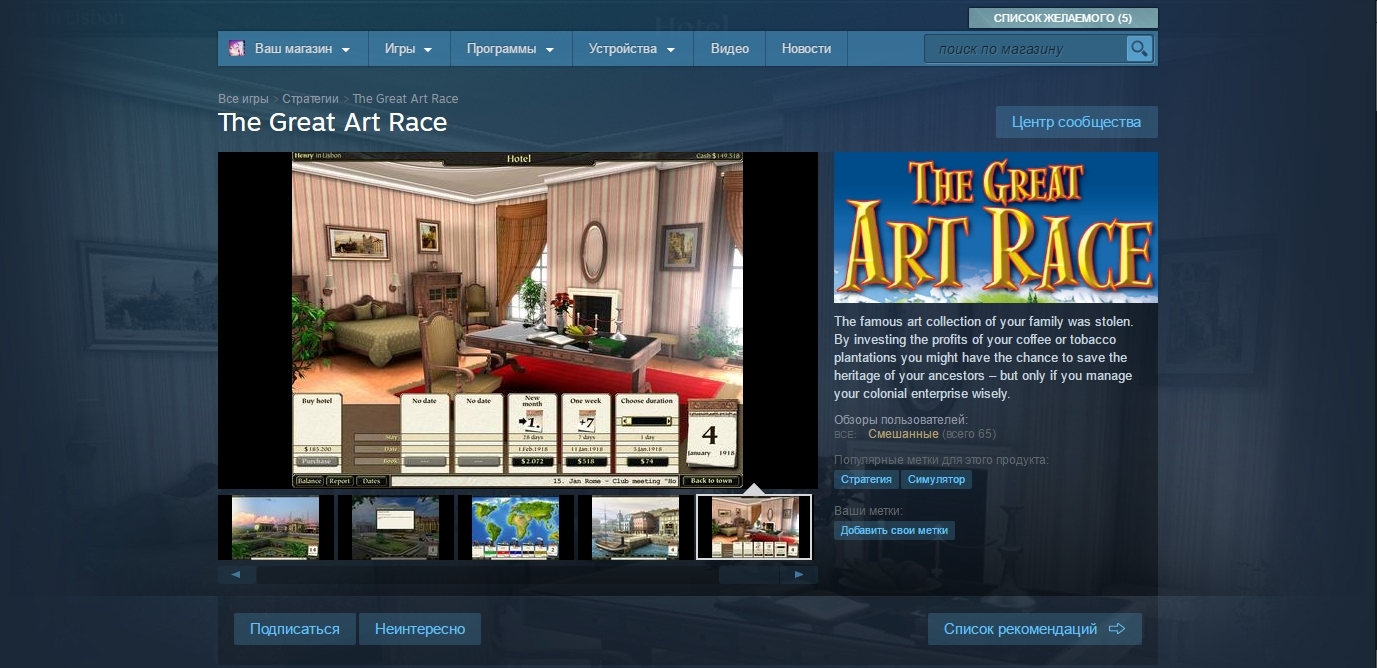 СПИСОК ЖЕЛАЕМОГО (5)
Ваш магазин Игры Программы Устройства Видео Новости поиск по магазину
Все игры > Стратегии > The Great Art Race
The Great Art Race
Центр сообщества
Henry in Lisbon Hotel Cash $ 149.518
Buy hotel No date No date New month One week Choose duration
1. +7
4
January 1918
May
28 days 7 days 1 day
$ 185.200 Date 1.Feb.1918 11.Jan.1918 5.Jan.1918
Purchase Book --- --- $2.072 $518 $74
Balance Report Dates 15. Jan Rome - Club meeting "Ho Back to town
THE GREAT
ART RACE
The famous art collection of your family was stolen.
By investing the profits of your coffee or tobacco
plantations you might have the chance to save the
heritage of your ancestors – but only if you manage
your colonial enterprise wisely.
Обзоры пользователей:
ВСЕ: Смешанные (всего 65)
Популярные метки для этого продукта:
Стратегия Симулятор
Ваши метки:
Добавить свои метки
Подписаться Неинтересно Список рекомендаций